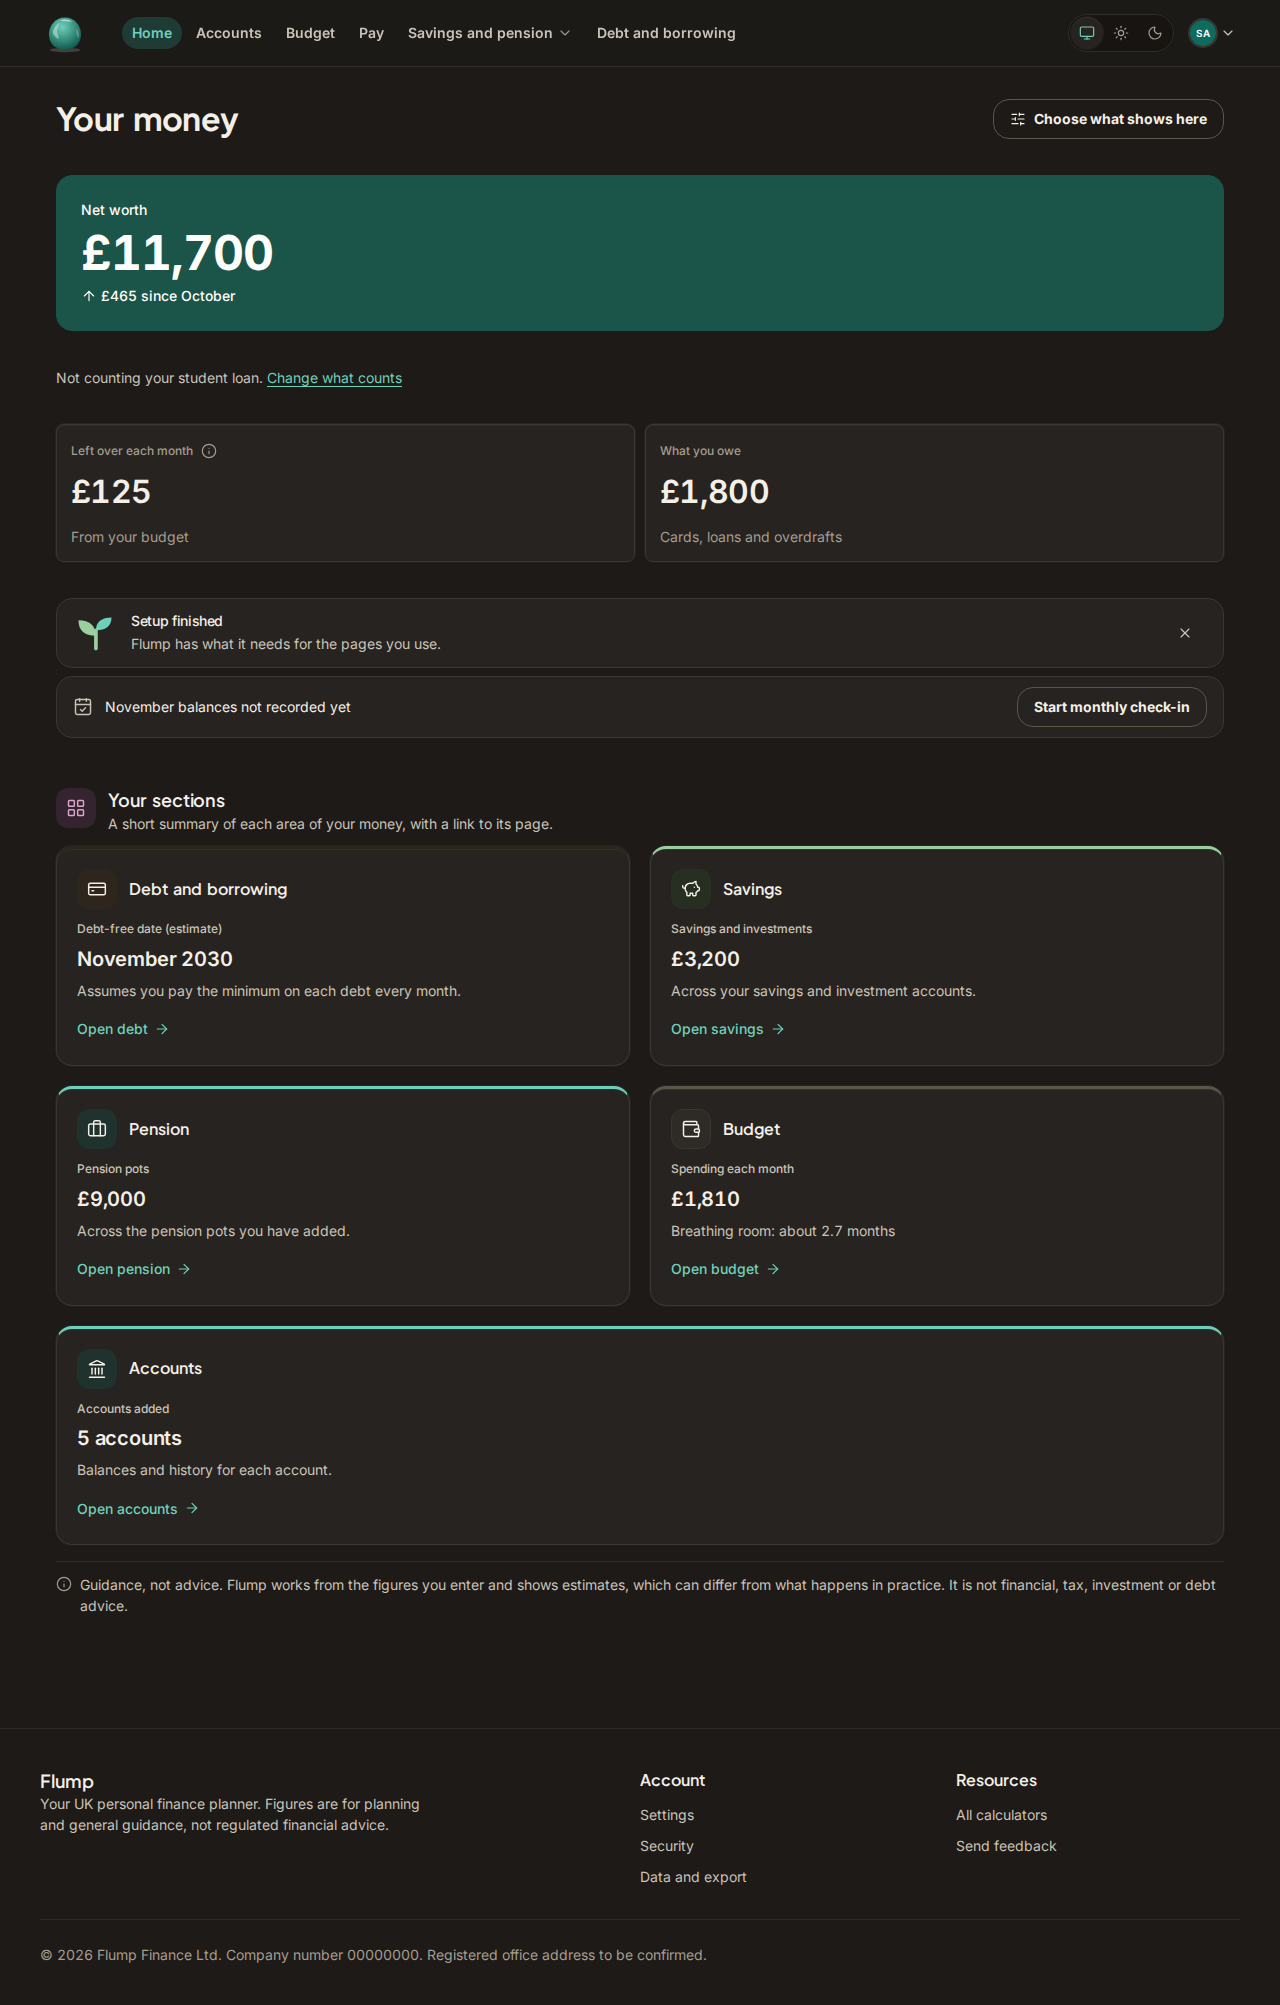 Home
Accounts
Budget
Pay
Savings and pension
Debt and borrowing
SA
Your money
Choose what shows here
Net worth
£11,700
£465 since October
Not counting your student loan. Change what counts
Left over each month
£125
From your budget
What you owe
£1,800
Cards, loans and overdrafts
Setup finished
Flump has what it needs for the pages you use.
November balances not recorded yet
Start monthly check-in
Your sections
A short summary of each area of your money, with a link to its page.
Debt and borrowing
Debt-free date (estimate)
November 2030
Assumes you pay the minimum on each debt every month.
Open debt
Savings
Savings and investments
£3,200
Across your savings and investment accounts.
Open savings
Pension
Pension pots
£9,000
Across the pension pots you have added.
Open pension
Budget
Spending each month
£1,810
Breathing room: about 2.7 months
Open budget
Accounts
Accounts added
5 accounts
Balances and history for each account.
Open accounts
Guidance, not advice. Flump works from the figures you enter and shows estimates, which can differ from what happens in practice. It is not financial, tax, investment or debt
advice.
Flump
Your UK personal finance planner. Figures are for planning
and general guidance, not regulated financial advice.
Account
Settings
Security
Data and export
Resources
All calculators
Send feedback
© 2026 Flump Finance Ltd. Company number 00000000. Registered office address to be confirmed.